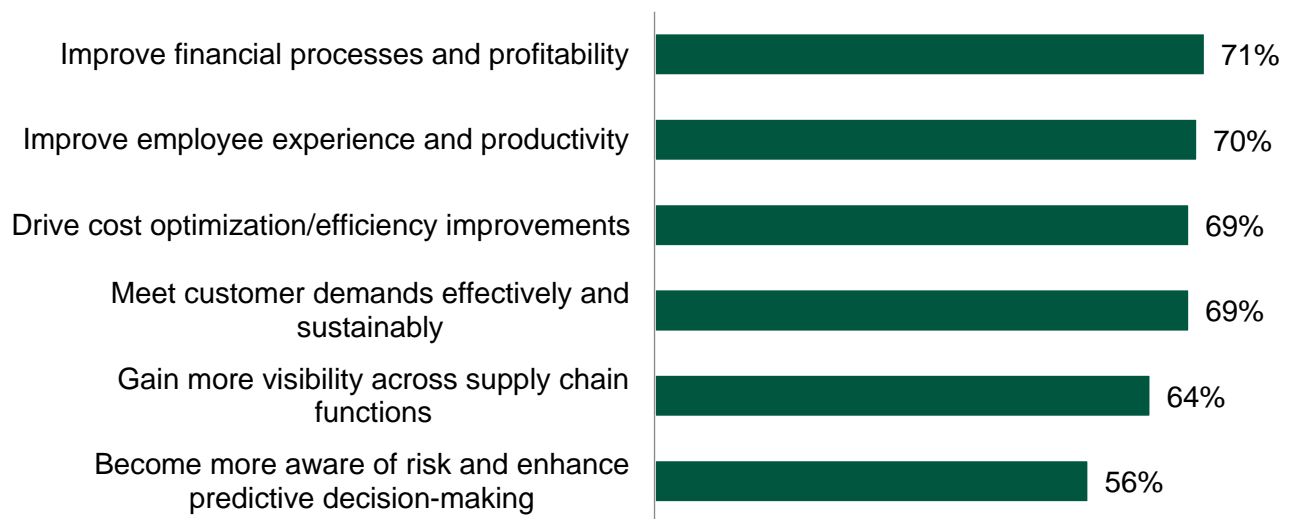 Improve financial processes and profitability
71%
Improve employee experience and productivity
70%
Drive cost optimization/efficiency improvements
69%
Meet customer demands effectively and
sustainably
69%
Gain more visibility across supply chain
functions
64%
Become more aware of risk and enhance
predictive decision-making
56%